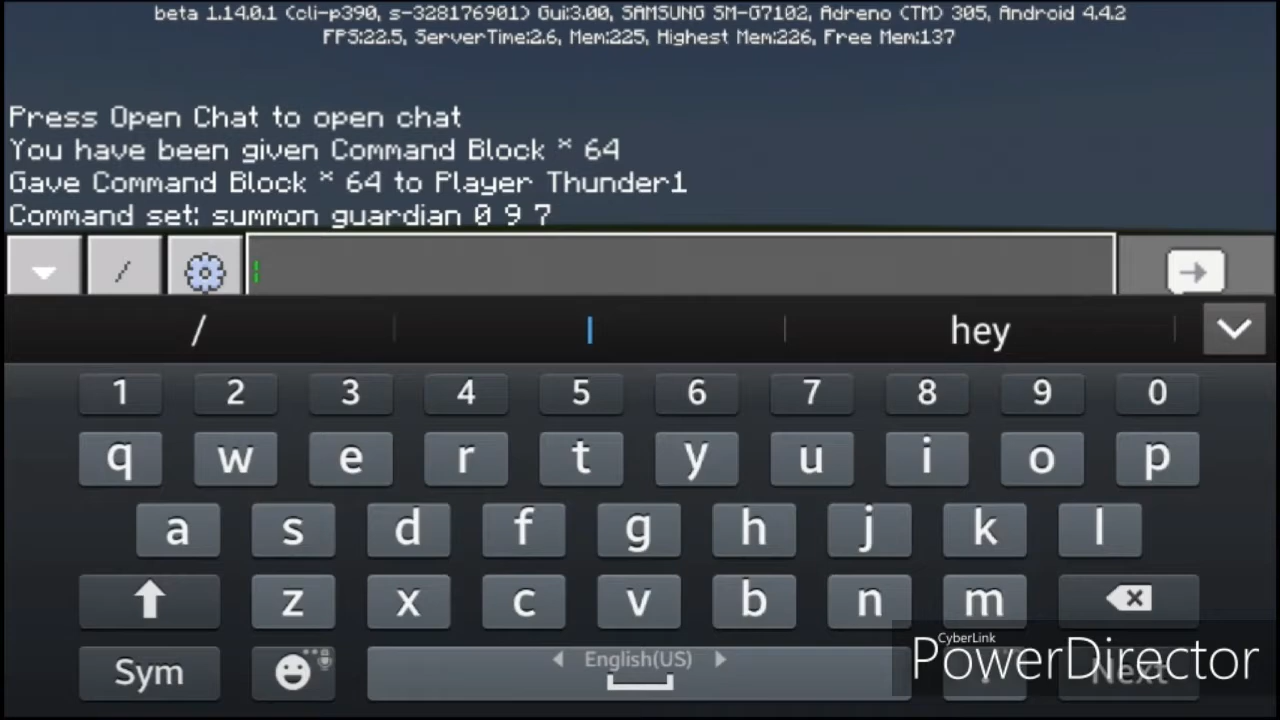 beta 1.14.0.1 (cli-p390, s-328176901) Gui:3.00, SAMSUNG SM-G7102, Adreno (TM) 305, Android 4.4.2
FPS:22.5, ServerTime:2.6, Mem:225, Highest Mem:226, Free Mem:137
Press Open Chat to open chat
You have been given Command Block * 64
Gave Command Block * 64 to Player Thunder1
Command set: summon guardian 0 9 7
/
/ hey
1 2 3 4 5 6 7 8 9 0
q w e r t y u i o p
a s d f g h j k l
z x c v b n m
Sym English(US) . Next
CyberLink
PowerDirector